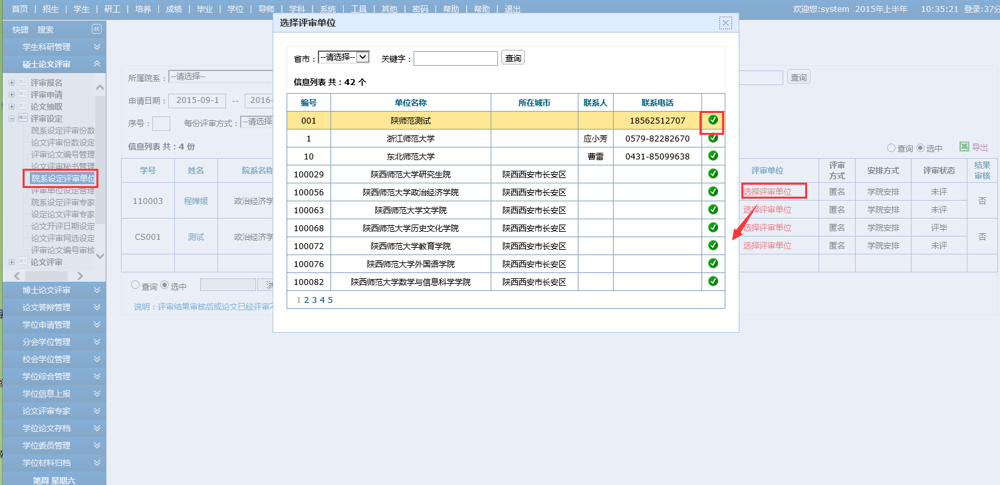 首页 | 招生 | 学生 | 研工 | 培养 | 成绩 | 毕业 | 学位 | 导师 | 学科 | 系统 | 工具 | 其他 | 密码 | 帮助 | 帮助 | 退出
欢迎您:system 2015年上半年 10:35:21 登录:37分
快捷 搜索
学生科研管理
硕士论文评审
评审报名
评审申请
论文抽取
评审设定
院系设定评审份数
论文评审份数设定
评审论文编号管理
论文评审秘书管理
院系设定评审单位
评审单位设定管理
院系设定评审专家
设定论文评审专家
论文开评日期设定
论文评审网选设定
评审论文编号审核
论文评审
博士论文评审
论文答辩管理
学位申请管理
分会学位管理
校会学位管理
学位综合管理
学位信息上报
论文评审专家
学位论文存档
学位委员管理
学位材料归档
第周 星期六
所属院系： --请选择--
查询
申请日期： 2015-09-1 -- 2016-
序号： 每份评审方式： --请选择
信息列表 共：4 份
查询 选中 导出
学号 姓名 院系名称 评审单位 评审方式 安排方式 评审状态 结果审核
110003 程婵媛 政治经济学 选择评审单位 匿名 学院安排 未评 否
选择评审单位 匿名 学院安排 未评
CS001 测试 政治经济学 选择评审单位 匿名 学院安排 评毕 否
选择评审单位 匿名 学院安排 未评
查询 选中
说明：评审结果审核后或论文已经评审
选择评审单位
省市： --请选择-- 关键字： 查询
信息列表 共：42 个
编号 单位名称 所在城市 联系人 联系电话
001 陕师范测试 18562512707
1 浙江师范大学 应小芳 0579-82282670
10 东北师范大学 曹雷 0431-85099638
100029 陕西师范大学研究生院 陕西西安市长安区
100056 陕西师范大学政治经济学院 陕西西安市长安区
100063 陕西师范大学文学院 陕西西安市长安区
100068 陕西师范大学历史文化学院 陕西西安市长安区
100072 陕西师范大学教育学院 陕西西安市长安区
100076 陕西师范大学外国语学院 陕西西安市长安区
100082 陕西师范大学数学与信息科学学院 陕西西安市长安区
1 2 3 4 5